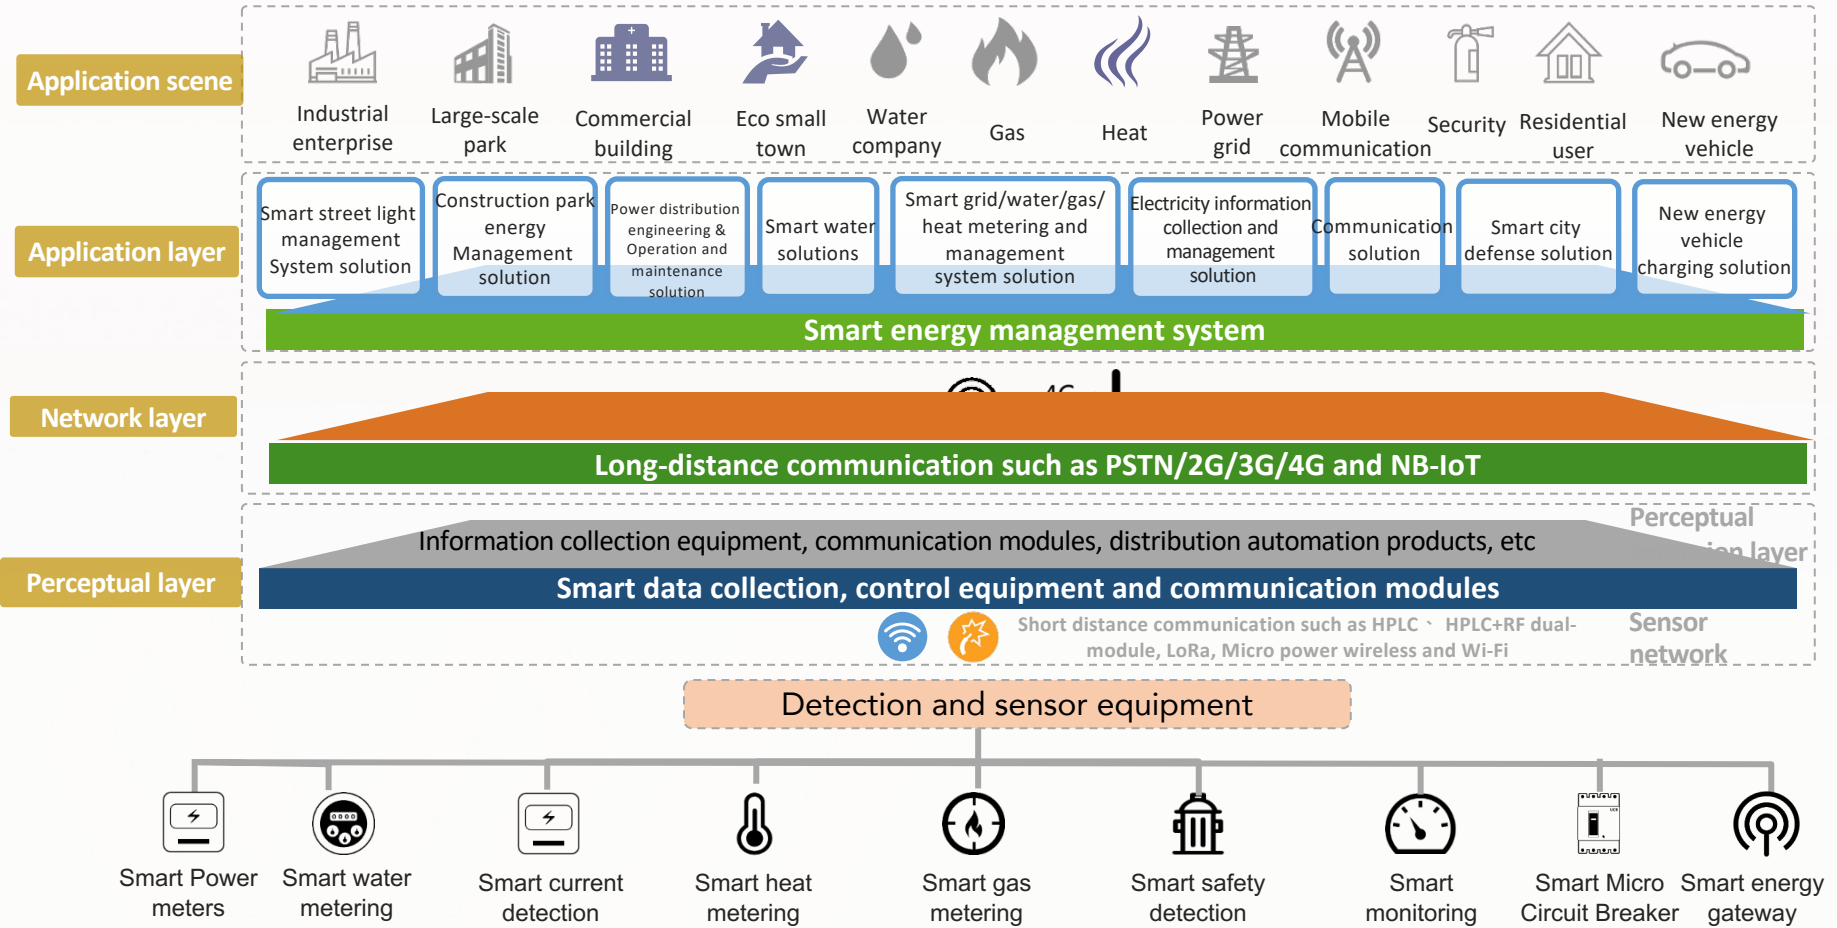 Application scene
Industrial
enterprise
Large-scale
park
Commercial
building
Eco small
town
Water
company
Gas
Heat
Power
grid
Mobile
communication
Security
Residential
user
New energy
vehicle
Application layer
Smart street light
management
System solution
Construction park
energy
Management
solution
Power distribution
engineering &
Operation and
maintenance
solution
Smart water
solutions
Smart grid/water/gas/
heat metering and
management
system solution
Electricity information
collection and
management
solution
Communication
solution
Smart city
defense solution
New energy
vehicle
charging solution
Smart energy management system
Network layer
4G
Long-distance communication such as PSTN/2G/3G/4G and NB-IoT
Perceptual layer
Perceptual
layer
Information collection equipment, communication modules, distribution automation products, etc
Smart data collection, control equipment and communication modules
Short distance communication such as HPLC、 HPLC+RF dual-
module, LoRa, Micro power wireless and Wi-Fi
Sensor
network
Detection and sensor equipment
Smart Power
meters
Smart water
metering
Smart current
detection
Smart heat
metering
Smart gas
metering
Smart safety
detection
Smart
monitoring
Smart Micro
Circuit Breaker
Smart energy
gateway